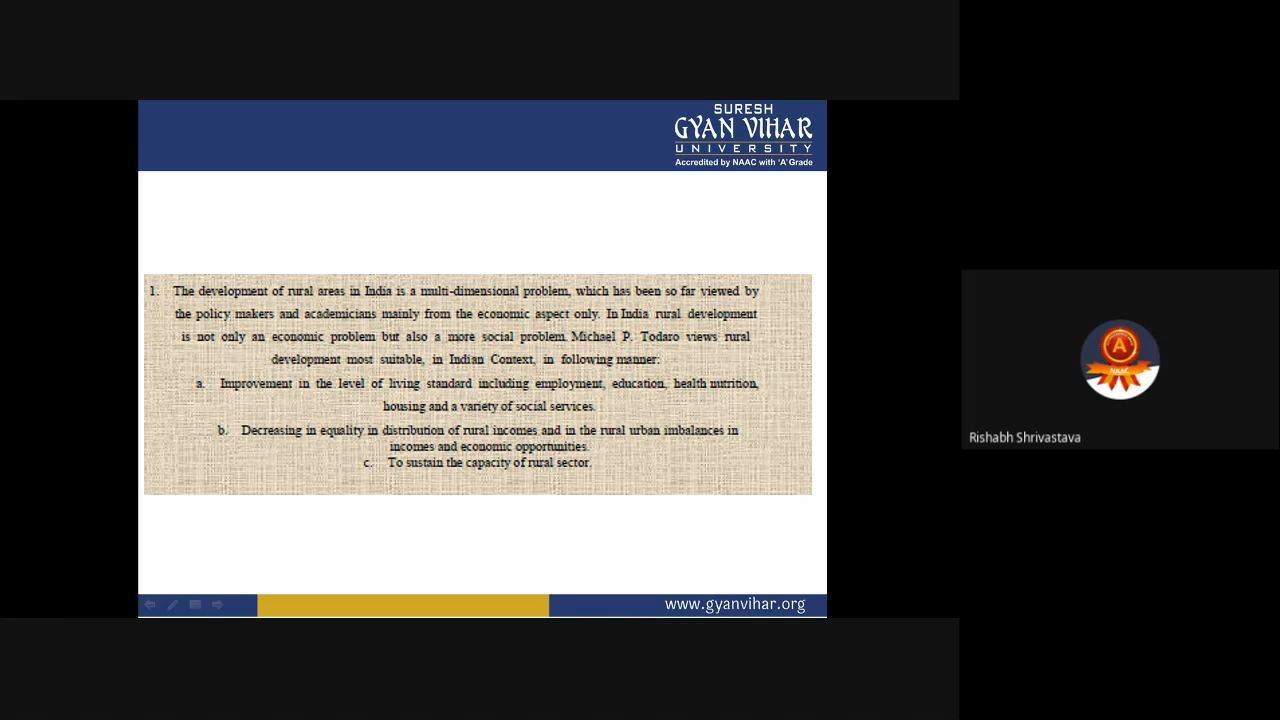 SURESH
GYAN VIHAR
UNIVERSITY
Accredited by NAAC with 'A' Grade
1. The development of rural areas in India is a multi-dimensional problem, which has been so far viewed by
the policy makers and academicians mainly from the economic aspect only. In India rural development
is not only an economic problem but also a more social problem. Michael P. Todaro views rural
development most suitable, in Indian Context, in following manner:
a. Improvement in the level of living standard including employment, education, health nutrition,
housing and a variety of social services.
b. Decreasing in equality in distribution of rural incomes and in the rural urban imbalances in
incomes and economic opportunities.
c. To sustain the capacity of rural sector.
www.gyanvihar.org
A
NAAC
Rishabh Shrivastava